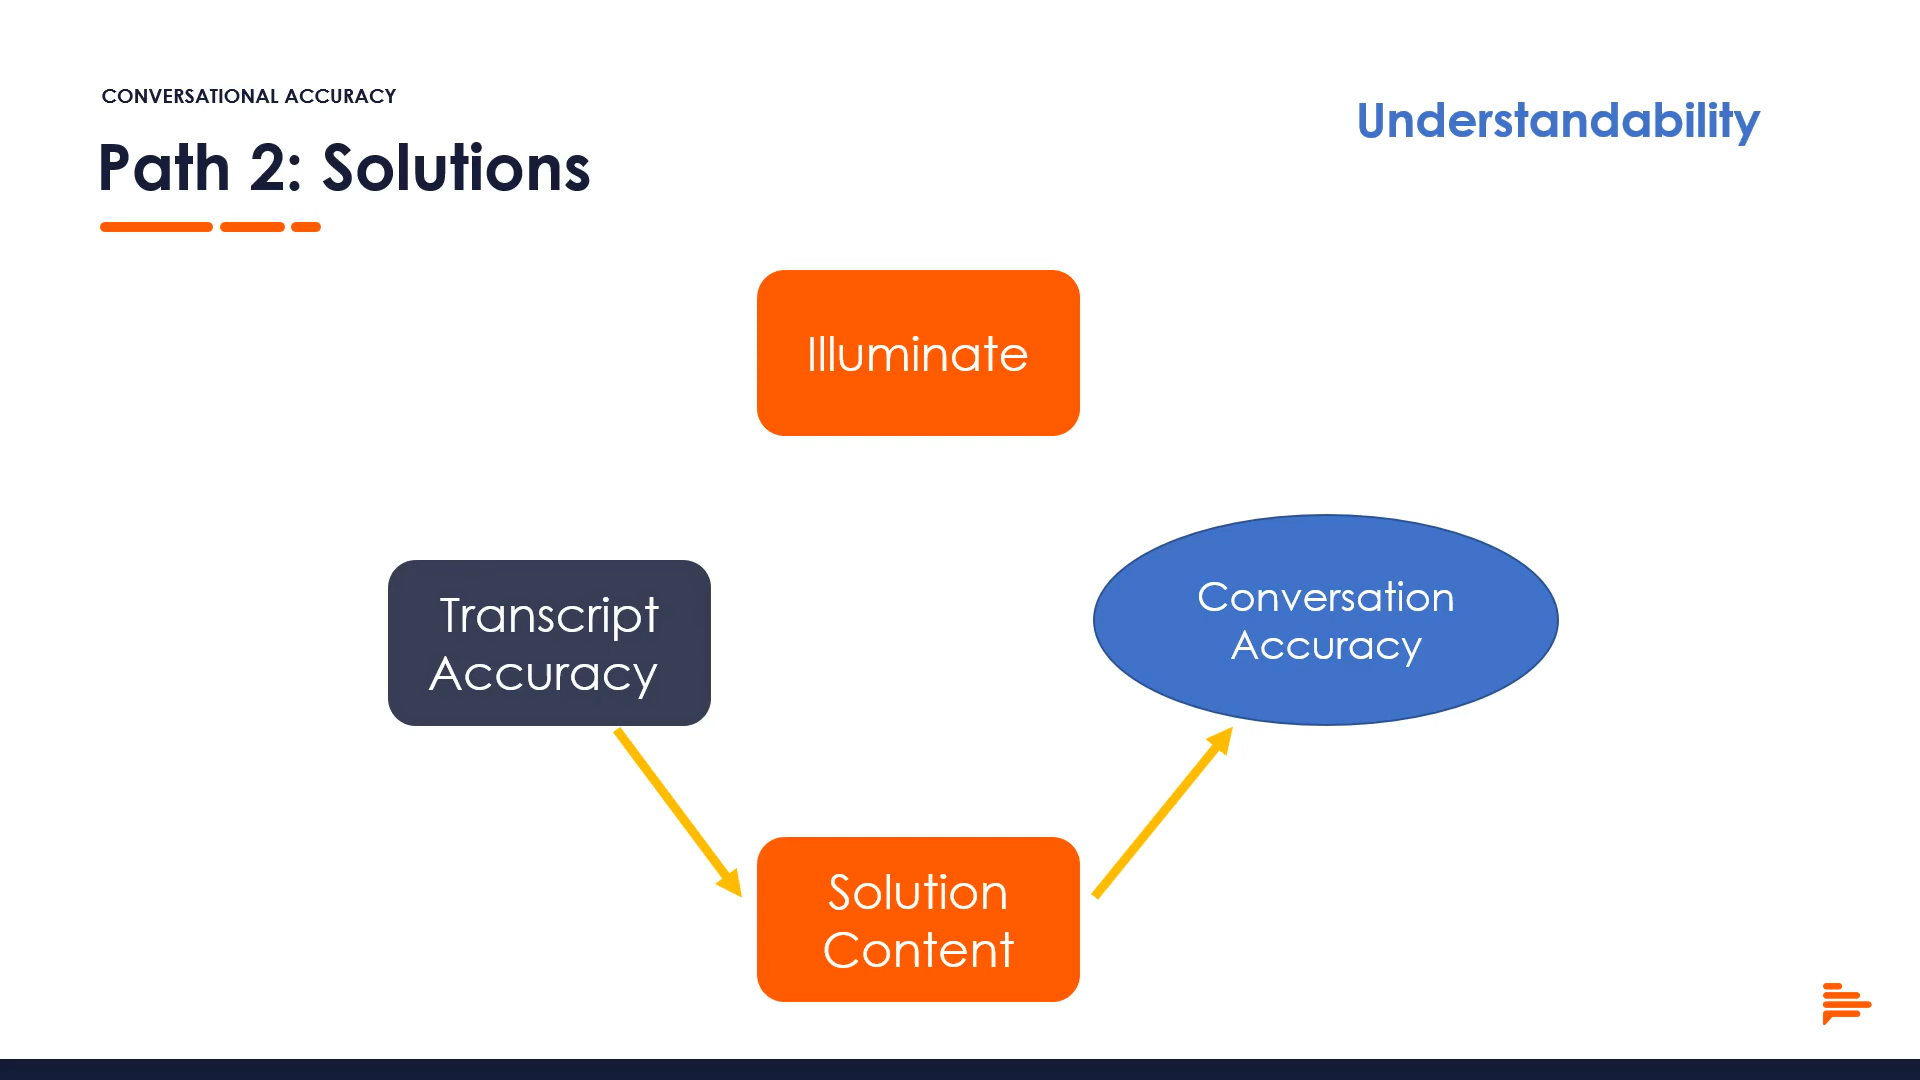 CONVERSATIONAL ACCURACY
Path 2: Solutions
Understandability
Illuminate
Transcript
Accuracy
Conversation
Accuracy
Solution
Content